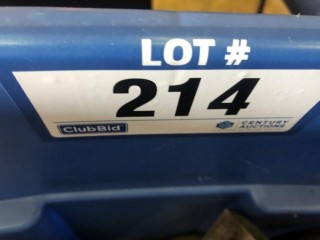 LOT #
214
ClubBid
CENTURY
AUCTIONS